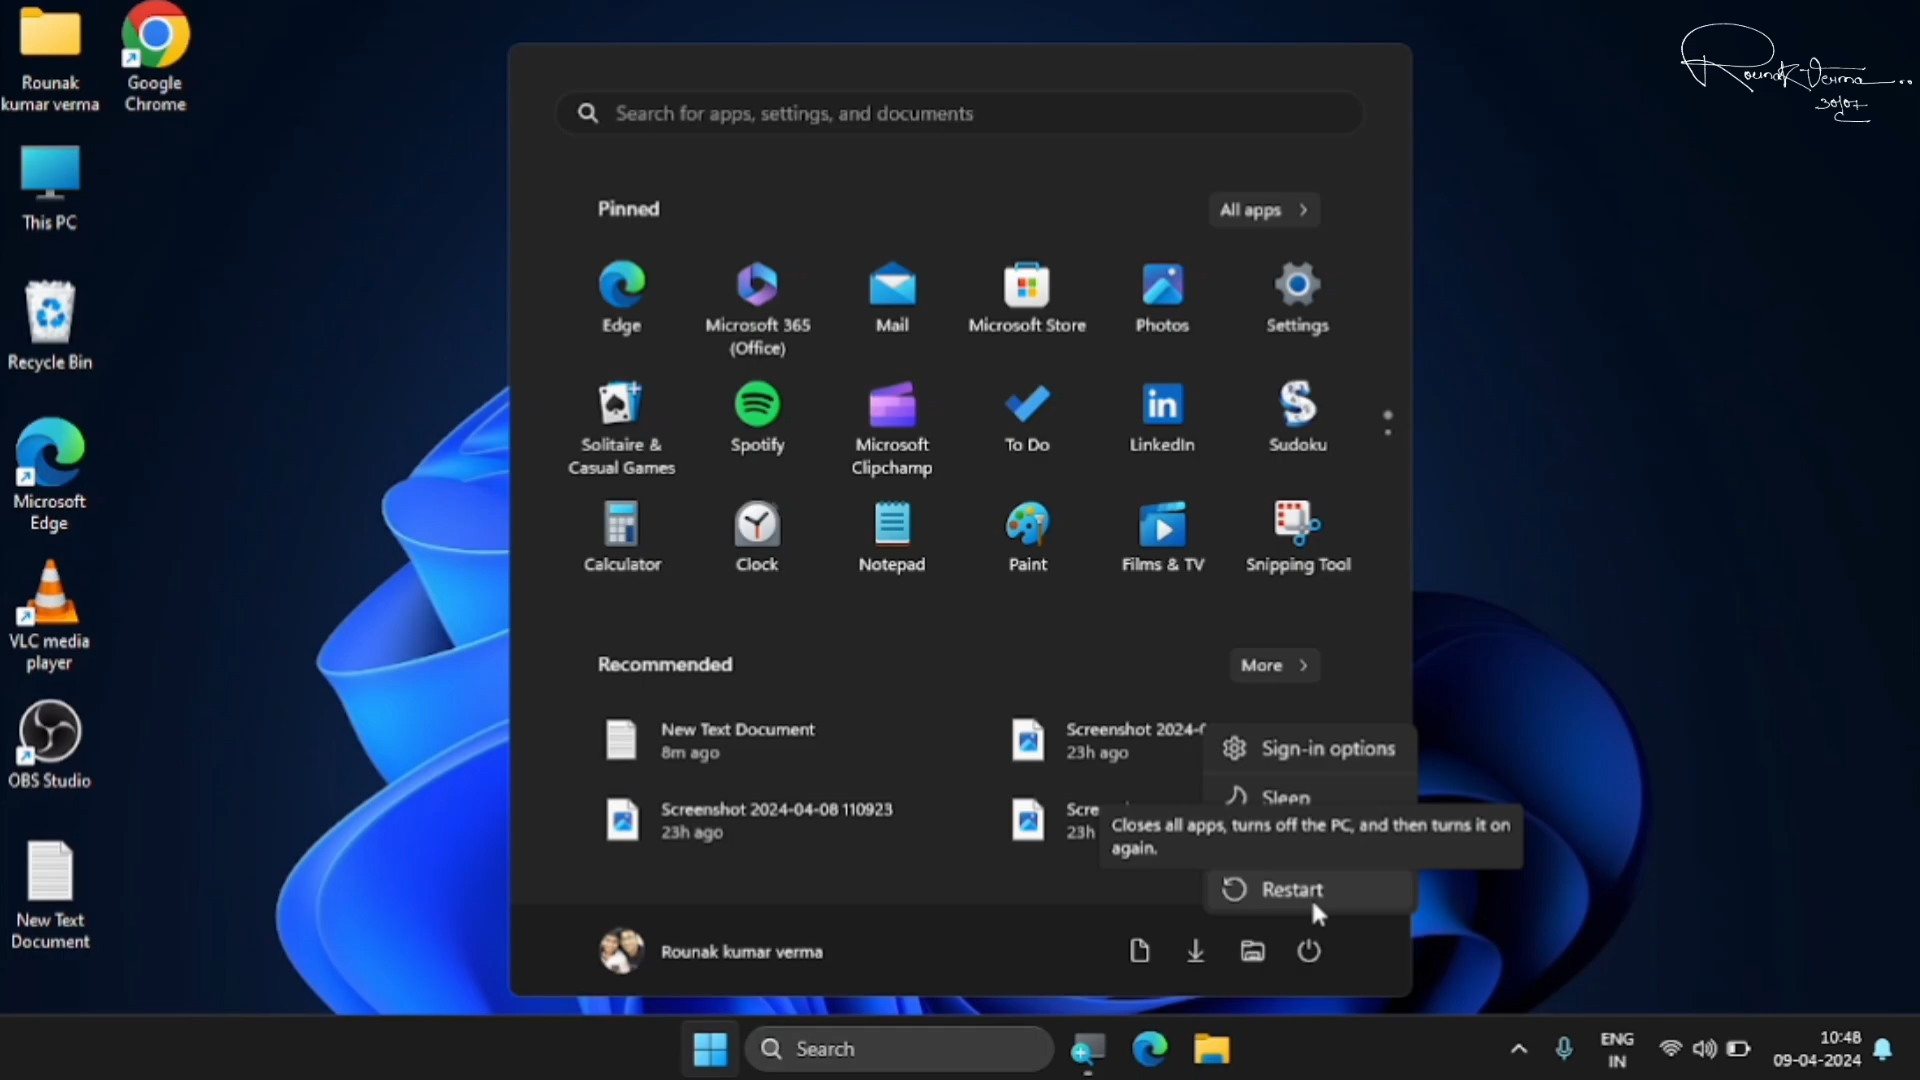 Rounak
kumar verma
Google
Chrome
This PC
Recycle Bin
Microsoft
Edge
VLC media
player
OBS Studio
New Text
Document
Search for apps, settings, and documents
Pinned
All apps
Edge
Microsoft 365
(Office)
Mail
Microsoft Store
Photos
Settings
Solitaire &
Casual Games
Spotify
Microsoft
Clipchamp
To Do
LinkedIn
Sudoku
Calculator
Clock
Notepad
Paint
Films & TV
Snipping Tool
Recommended
More
New Text Document
8m ago
Screenshot 2024-0
23h ago
Screenshot 2024-04-08 110923
23h ago
Scre
23h
Sign-in options
Sleep
Closes all apps, turns off the PC, and then turns it on
again.
Restart
Rounak kumar verma
Rounak Verma
30/07
Search
ENG
IN
10:48
09-04-2024